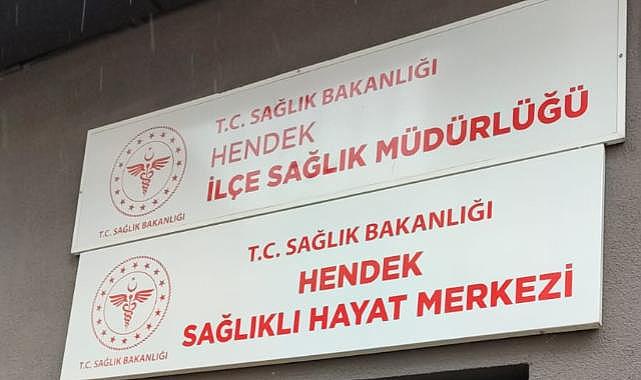 T.C. SAĞLIK BAKANLIĞI
HENDEK
İLÇE SAĞLIK MÜDÜRLÜĞÜ
T.C. SAĞLIK BAKANLIĞI
T.C. SAĞLIK BAKANLIĞI
HENDEK
SAĞLIKLI HAYAT MERKEZİ
T.C. SAĞLIK BAKANLIĞI